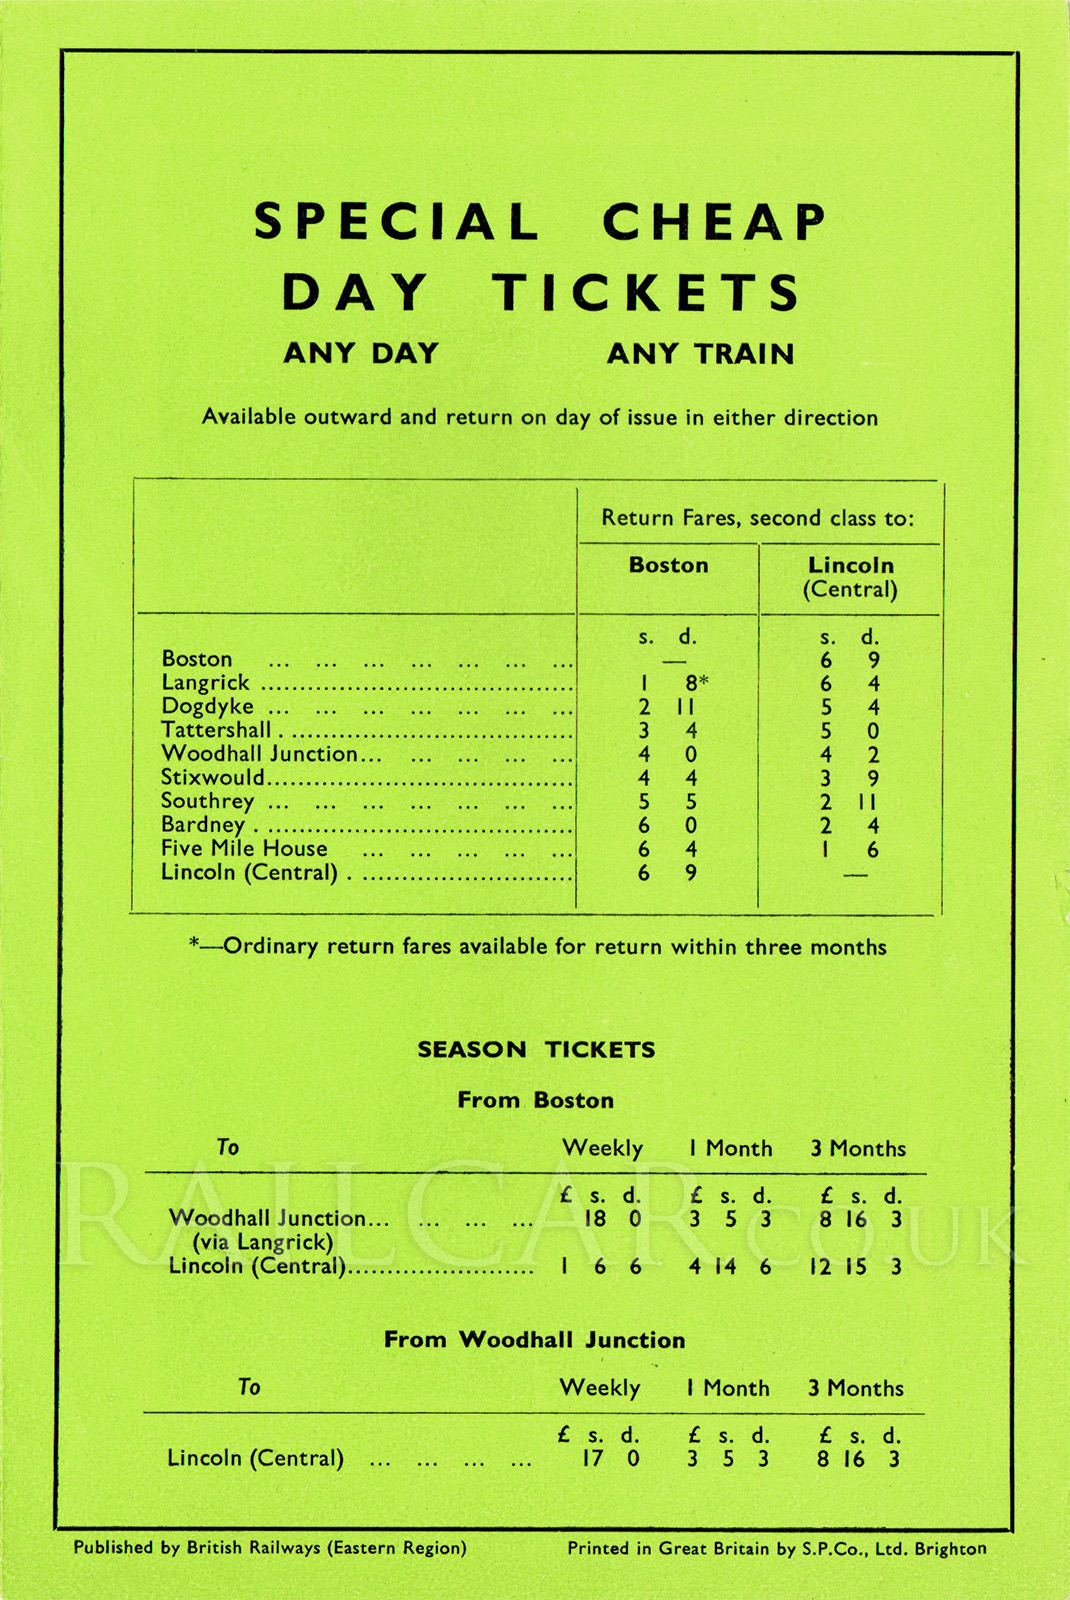 SPECIAL CHEAP
DAY TICKETS
ANY DAY ANY TRAIN
Available outward and return on day of issue in either direction
Return Fares, second class to:
Boston Lincoln
(Central)
s. d. s. d.
Boston ... ... ... ... ... ... ... — 6 9
Langrick ........................................ 1 8* 6 4
Dogdyke ... ... ... ... ... ... ... 2 11 5 4
Tattershall . .................................... 3 4 5 0
Woodhall Junction... ... ... ... ... 4 0 4 2
Stixwould....................................... 4 4 3 9
Southrey ... ... ... ... ... ... ... 5 5 2 11
Bardney . ....................................... 6 0 2 4
Five Mile House ... ... ... ... ... 6 4 1 6
Lincoln (Central) . ........................... 6 9 —
*—Ordinary return fares available for return within three months
SEASON TICKETS
From Boston
To Weekly 1 Month 3 Months
£ s. d. £ s. d. £ s. d.
Woodhall Junction... ... ... ... 18 0 3 5 3 8 16 3
(via Langrick)
Lincoln (Central)........................ 1 6 6 4 14 6 12 15 3
RAILCAR.CO.UK
From Woodhall Junction
To Weekly 1 Month 3 Months
£ s. d. £ s. d. £ s. d.
Lincoln (Central) ... ... ... ... 17 0 3 5 3 8 16 3
Published by British Railways (Eastern Region) Printed in Great Britain by S.P.Co., Ltd. Brighton